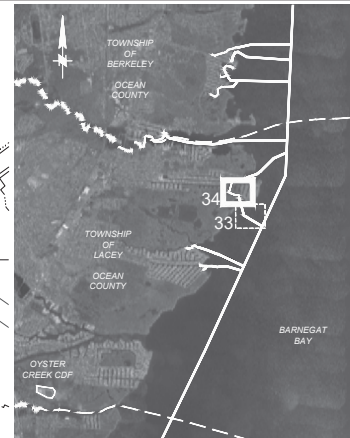 TOWNSHIP
OF
BERKELEY
OCEAN
COUNTY
34
33
TOWNSHIP
OF
LACEY
OCEAN
COUNTY
BARNEGAT
BAY
OYSTER
CREEK CDF